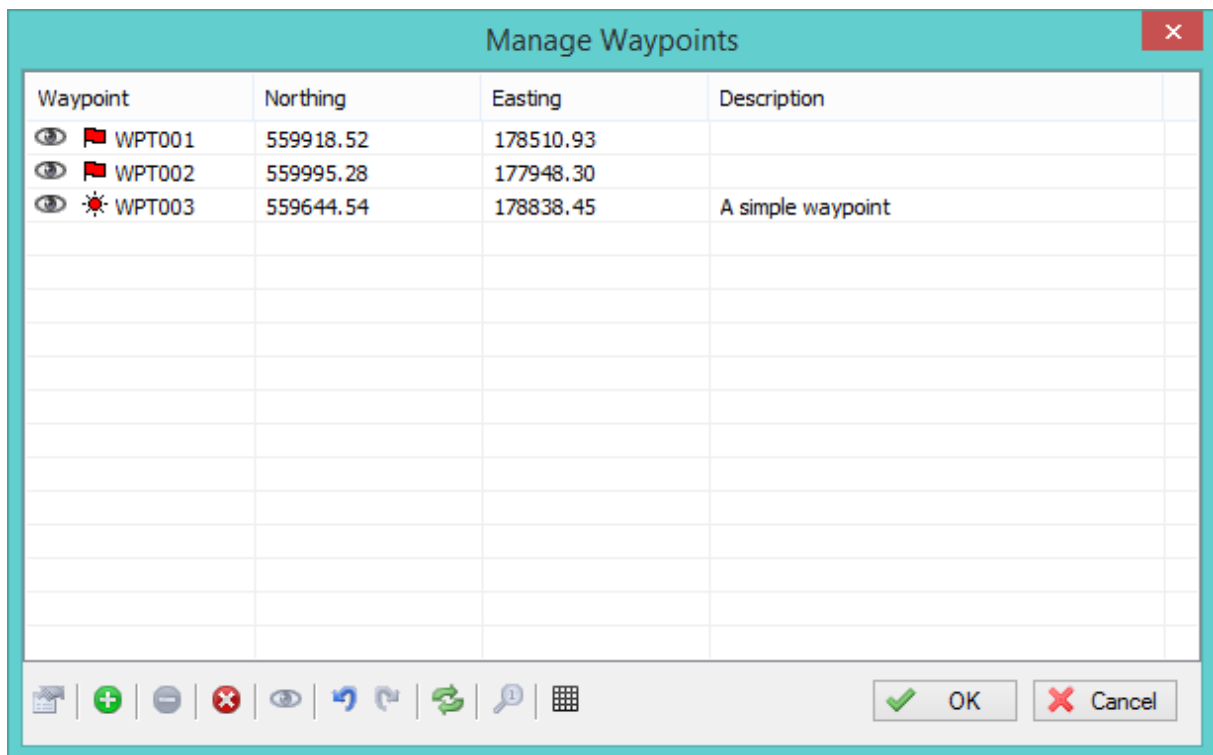 Manage Waypoints
Waypoint Northing Easting Description
WPT001 559918.52 178510.93
WPT002 559995.28 177948.30
WPT003 559644.54 178838.45 A simple waypoint
1
OK Cancel